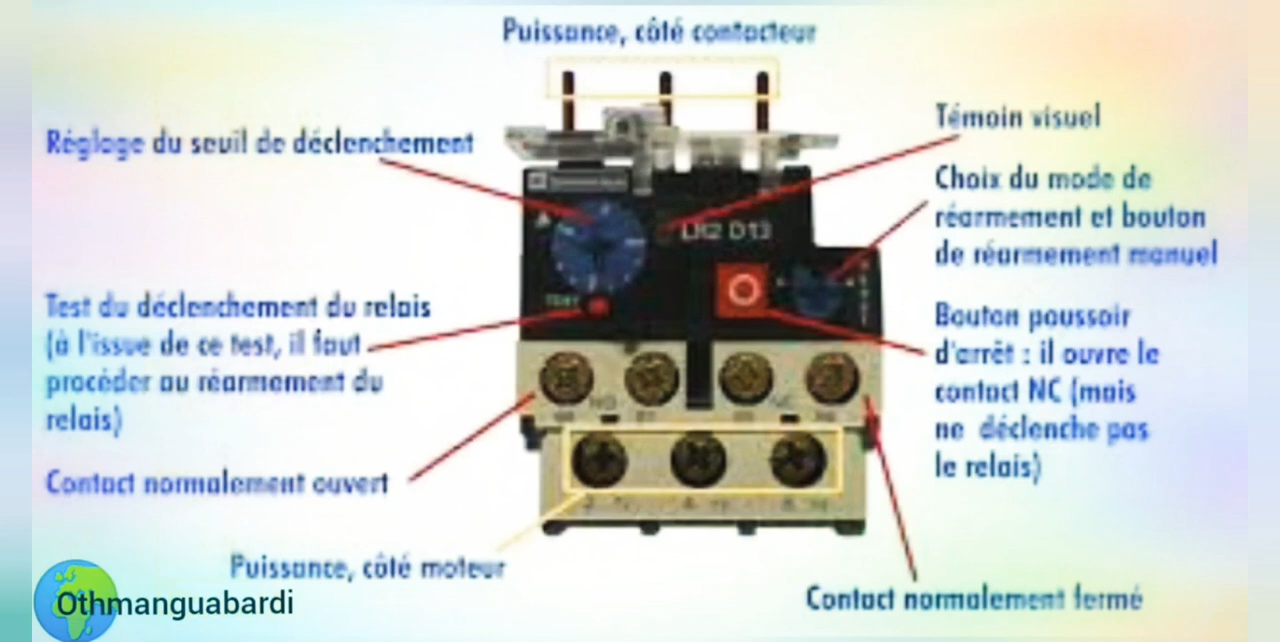 Puissance, côté contacteur
Réglage du seuil de déclenchement
Témoin visuel
Choix du mode de
réarmement et bouton
de réarmement manuel
LR2 D13
TEST
Test du déclenchement du relais
(à l'issue de ce test, il faut
procéder au réarmement du
relais)
Bouton poussoir
d'arrêt : il ouvre le
contact NC (mais
ne déclenche pas
le relais)
NO
NC
Contact normalement ouvert
Puissance, côté moteur
Contact normalement fermé
Othmanguabardi